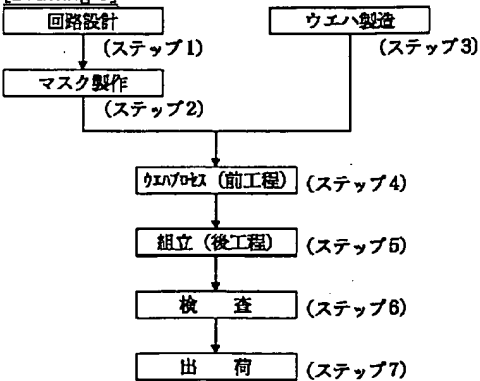 回路設計
(ステップ1)
ウエハ製造
(ステップ3)
マスク製作
(ステップ2)
ウエハプロセス (前工程)
(ステップ4)
組立 (後工程)
(ステップ5)
検 査
(ステップ6)
出 荷
(ステップ7)